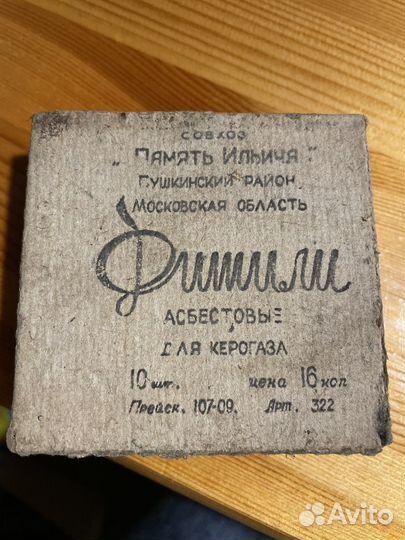 СОВХОЗ
„Память Ильича"
Пушкинский район
Московская область
Фитили
АСБЕСТОВЫЕ
ДЛЯ КЕРОГАЗА
10 шт. цена 16 коп
Прейск. 107-09. Арт. 322
Avito